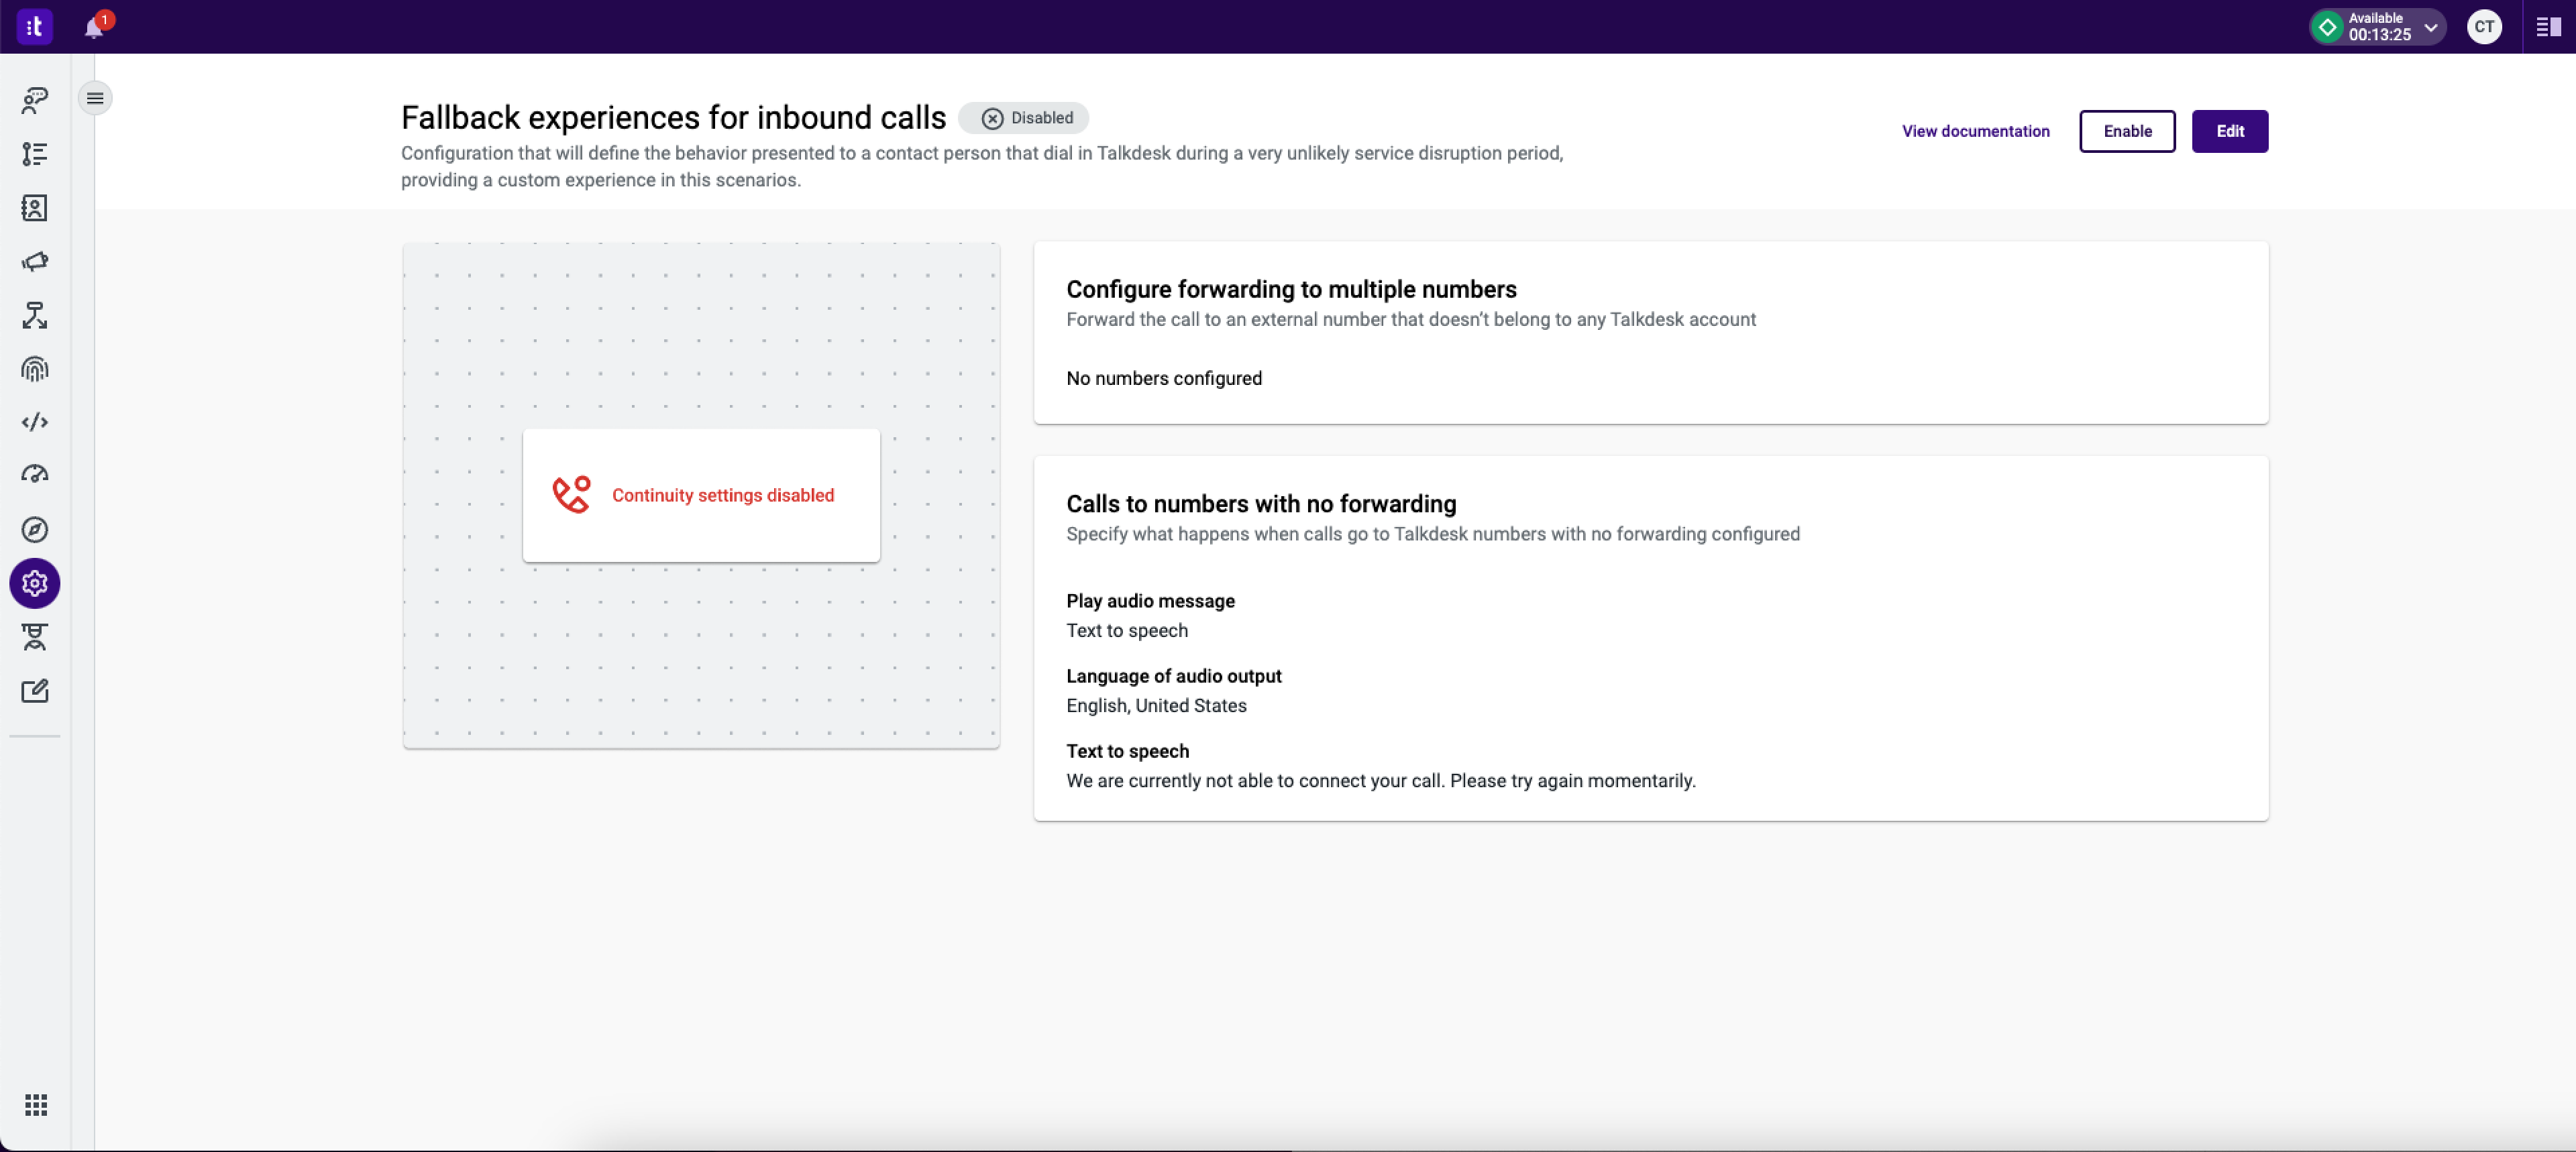 :t
1
Available
00:13:25
CT
Fallback experiences for inbound calls
Disabled
Configuration that will define the behavior presented to a contact person that dial in Talkdesk during a very unlikely service disruption period,
providing a custom experience in this scenarios.
View documentation
Enable
Edit
Continuity settings disabled
Configure forwarding to multiple numbers
Forward the call to an external number that doesn’t belong to any Talkdesk account
No numbers configured
Calls to numbers with no forwarding
Specify what happens when calls go to Talkdesk numbers with no forwarding configured
Play audio message
Text to speech
Language of audio output
English, United States
Text to speech
We are currently not able to connect your call. Please try again momentarily.